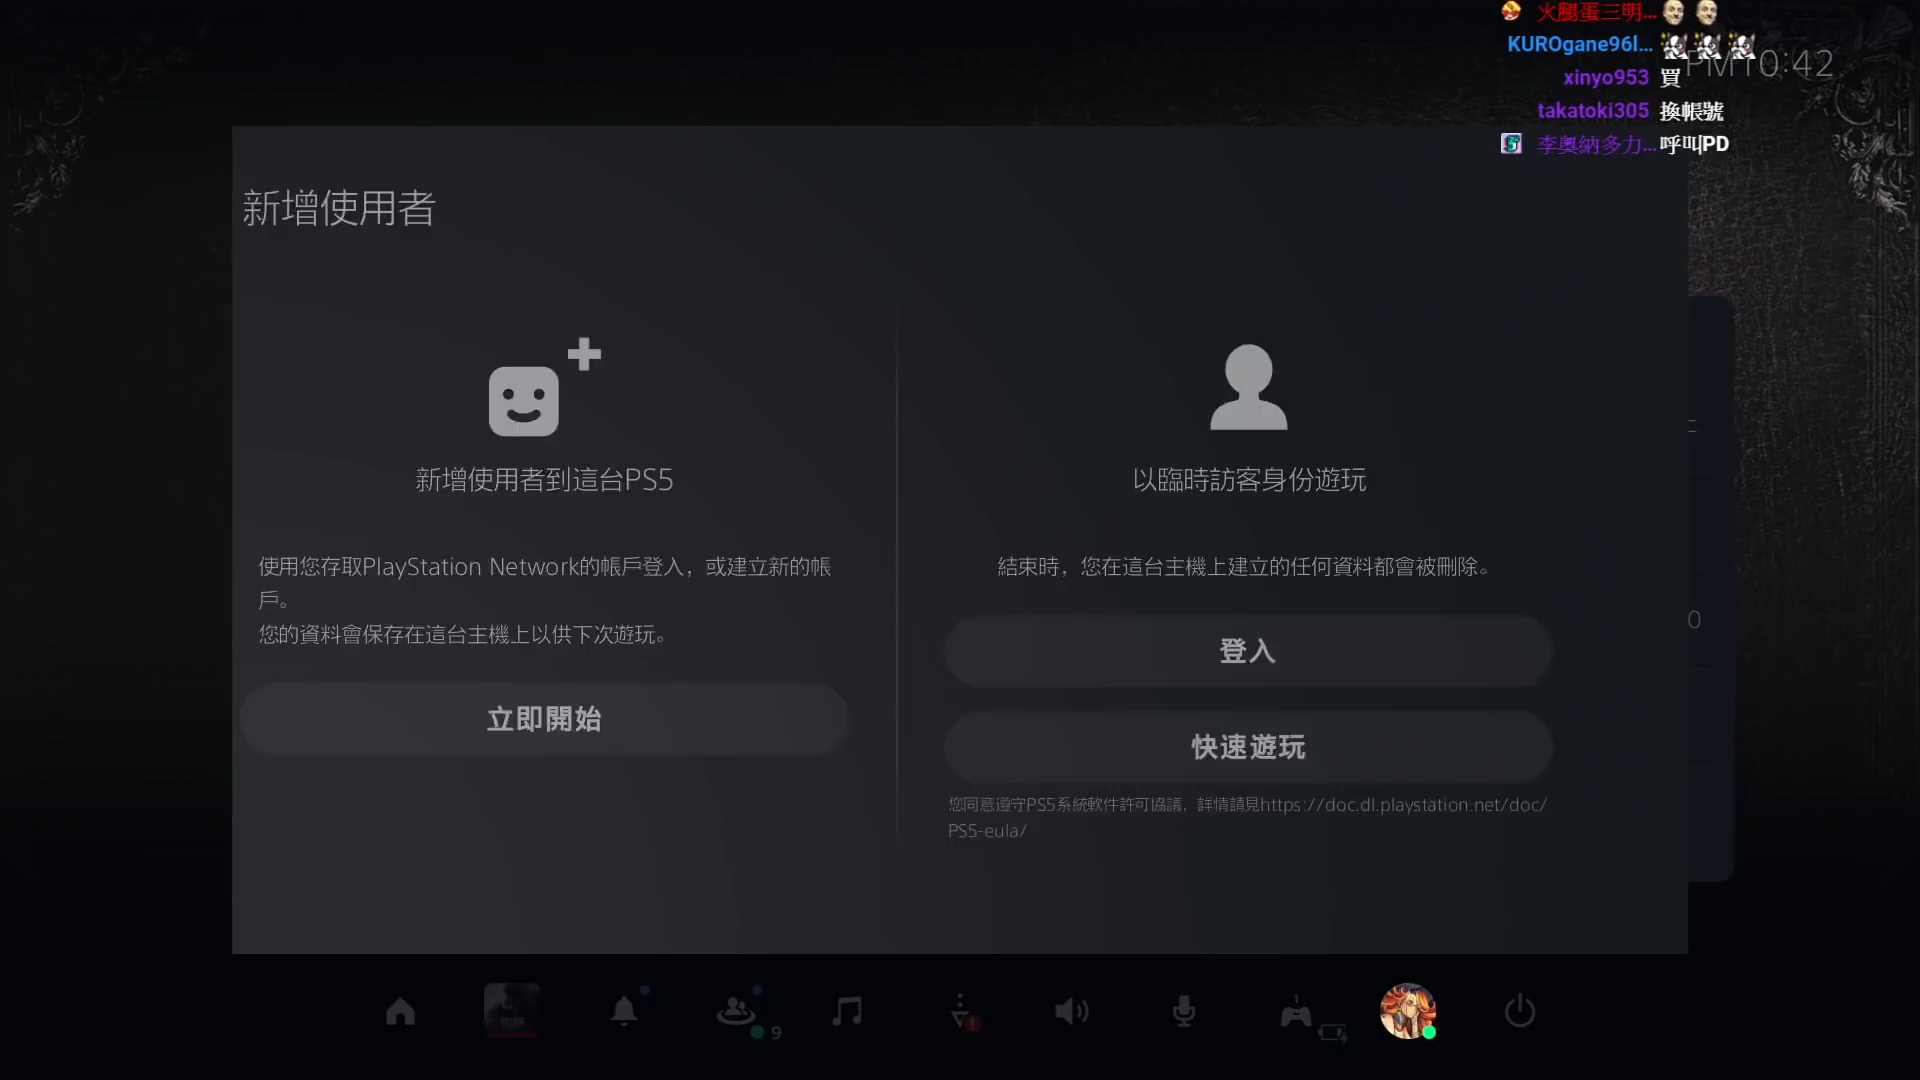 火腿蛋三明...
KUROgane96l...
PM10:42
xinyo953 買
takatoki305 換帳號
李奧納多力... 呼叫PD
新增使用者
新增使用者到這台PS5
以臨時訪客身份遊玩
使用您存取PlayStation Network的帳戶登入，或建立新的帳
戶。
您的資料會保存在這台主機上以供下次遊玩。
結束時，您在這台主機上建立的任何資料都會被刪除。
立即開始
登入
快速遊玩
您同意遵守PS5系統軟件許可協議，詳情請見https://doc.dl.playstation.net/doc/
PS5-eula/
0
9
1